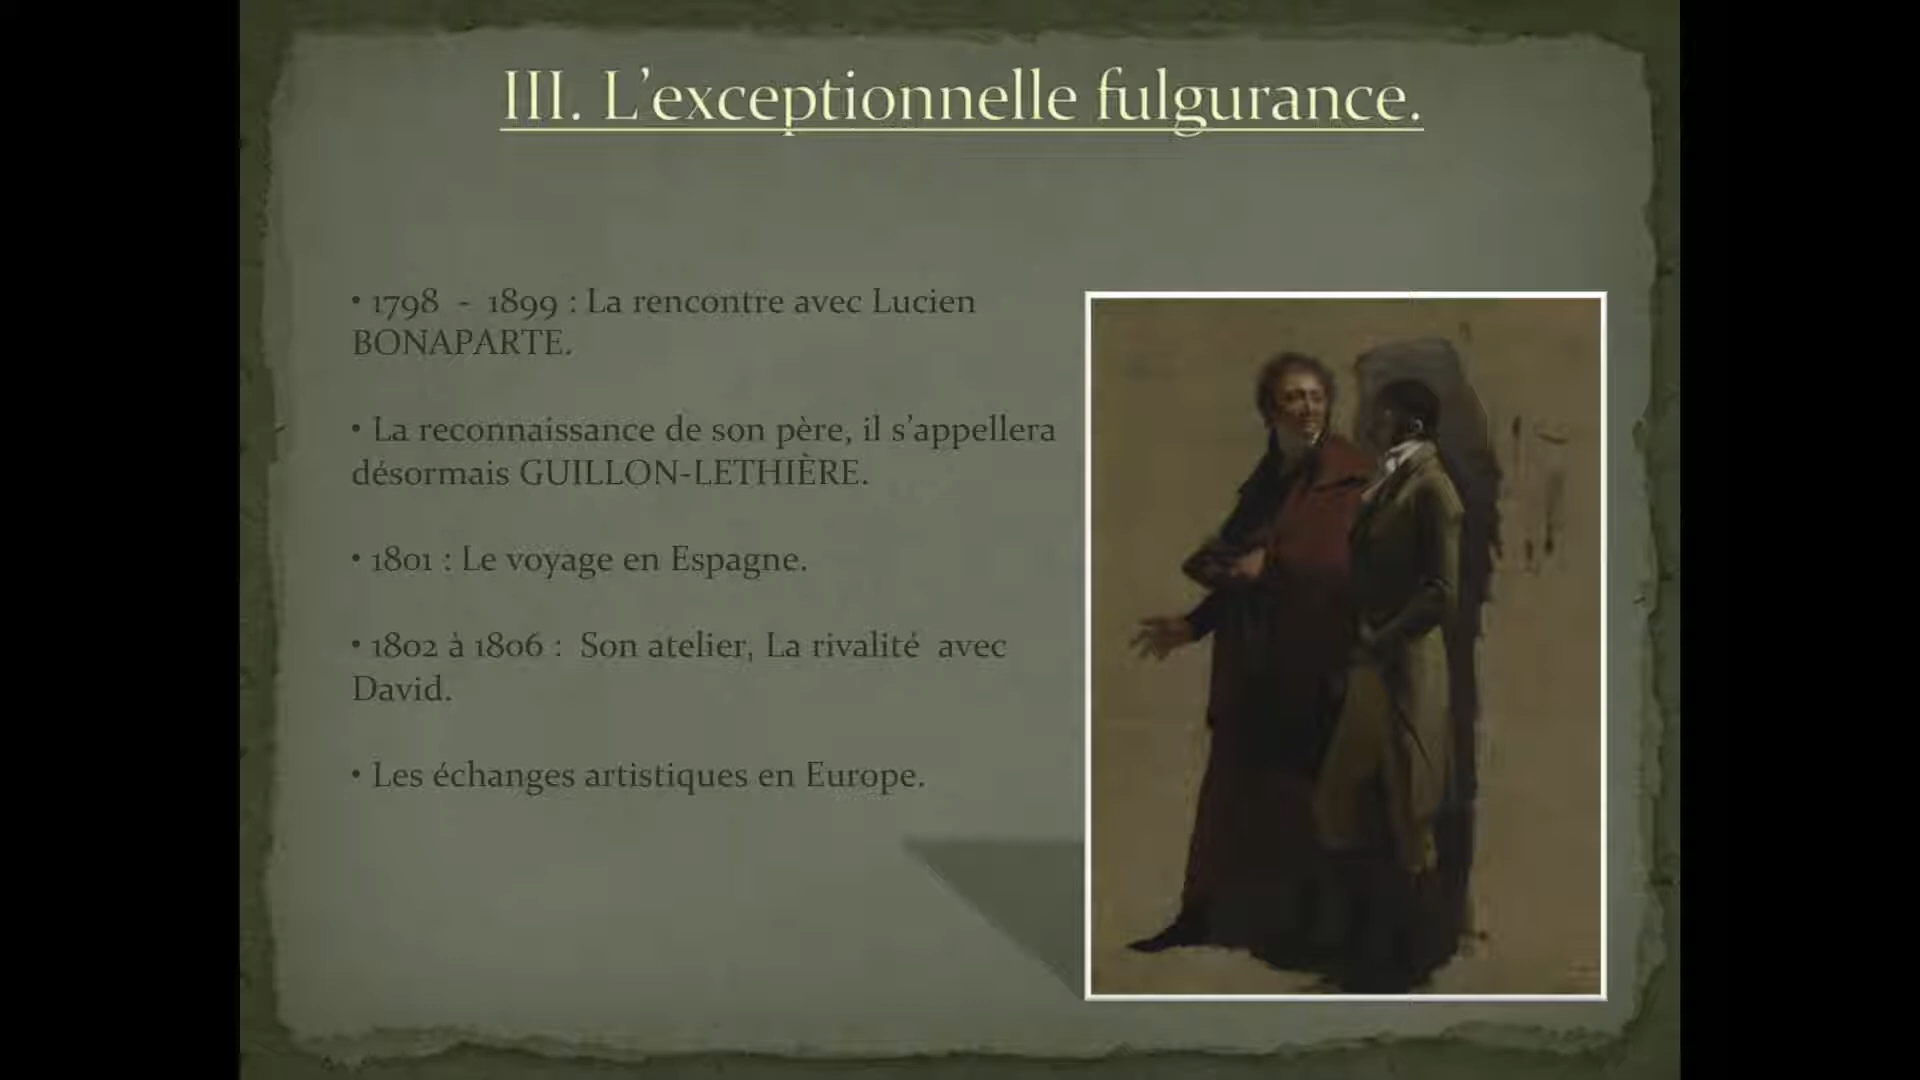 III. L’exceptionnelle fulgurance.
• 1798 - 1899 : La rencontre avec Lucien
BONAPARTE.
• La reconnaissance de son père, il s’appellera
désormais GUILLON-LETHIÈRE.
• 1801 : Le voyage en Espagne.
• 1802 à 1806 : Son atelier, La rivalité avec
David.
• Les échanges artistiques en Europe.